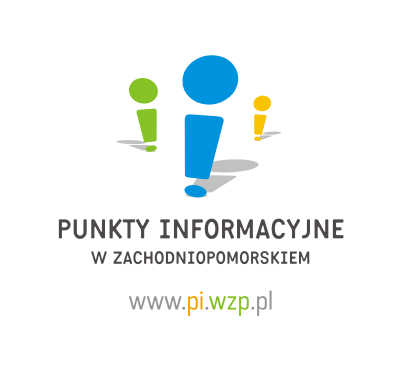 PUNKTY INFORMACYJNE
W ZACHODNIOPOMORSKIEM
www.pi.wzp.pl